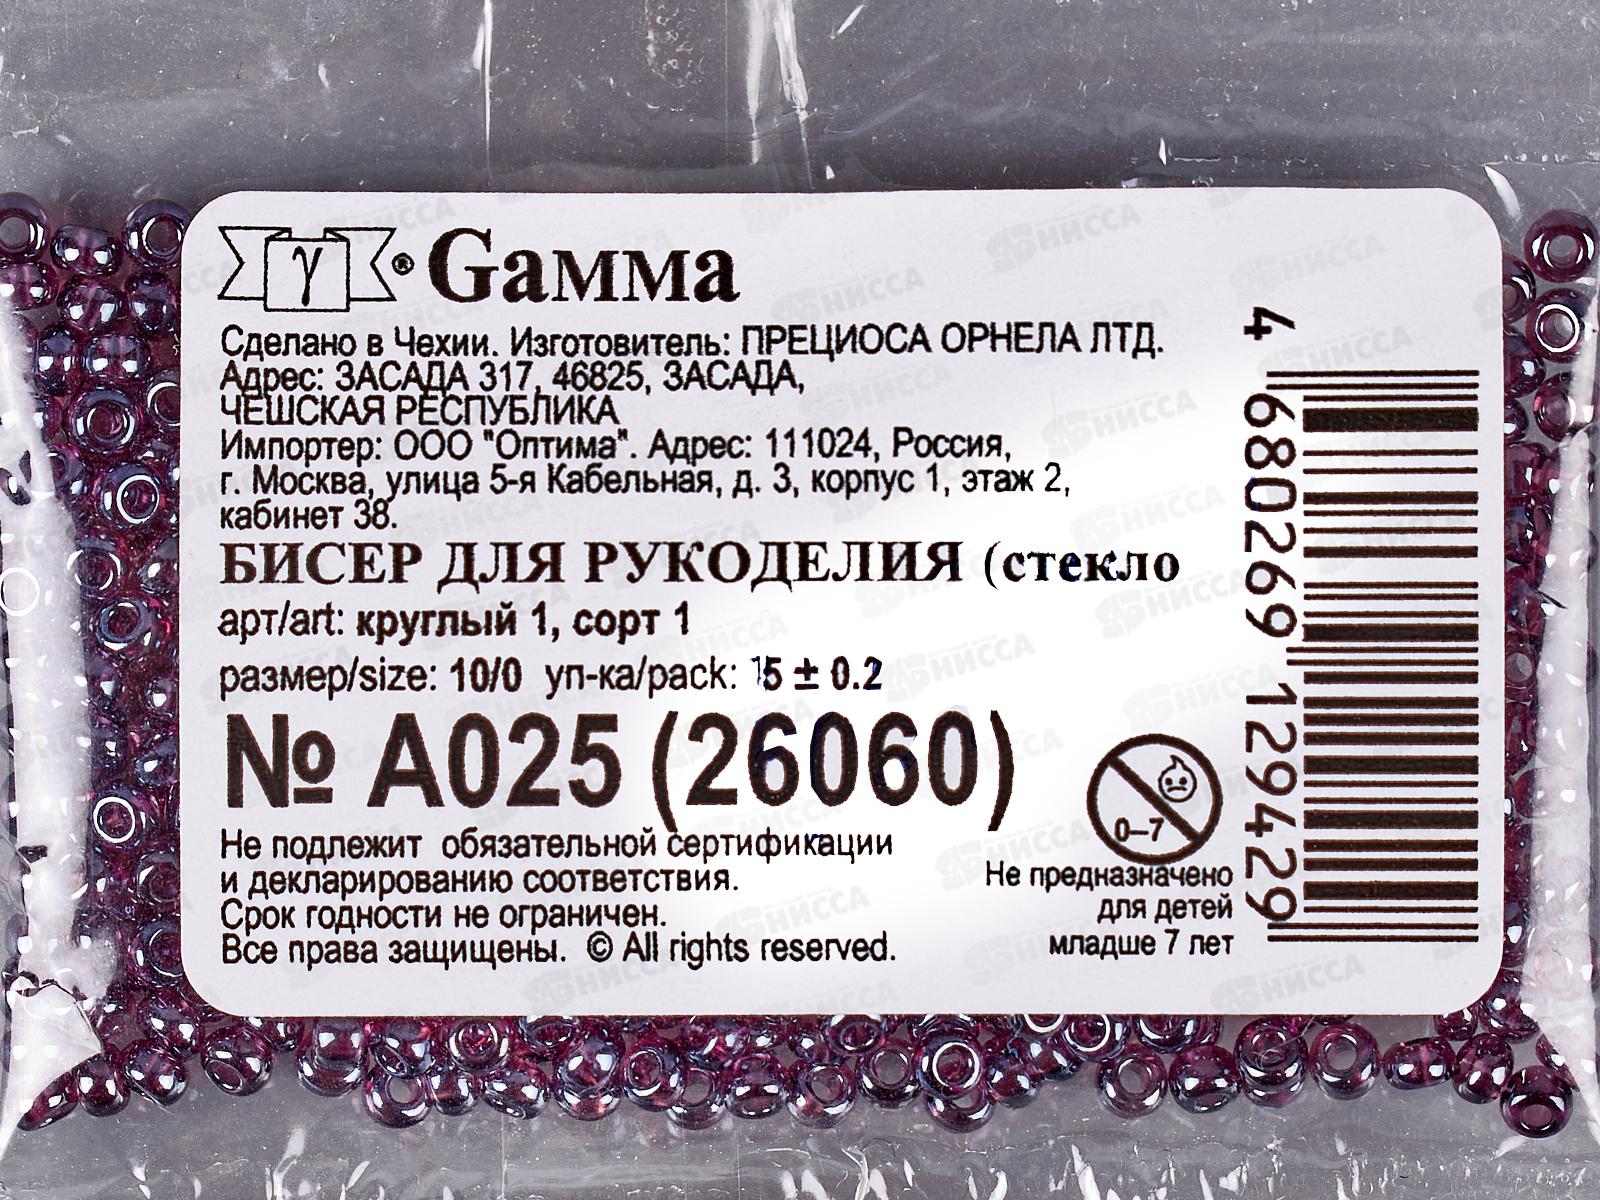 γ ® Gамма
Сделано в Чехии. Изготовитель: ПРЕЦИОСА ОРНЕЛА ЛТД.
Адрес: ЗАСАДА 317, 46825, ЗАСАДА,
ЧЕШСКАЯ РЕСПУБЛИКА
Импортер: ООО "Оптима". Адрес: 111024, Россия,
г. Москва, улица 5-я Кабельная, д. 3, корпус 1, этаж 2,
кабинет 38.
БИСЕР ДЛЯ РУКОДЕЛИЯ (стекло
арт/art: круглый 1, сорт 1
размер/size: 10/0 уп-ка/pack: 5 ± 0.2
№ А025 (26060)
Не подлежит обязательной сертификации
и декларированию соответствия.
Срок годности не ограничен.
Все права защищены. © All rights reserved.
0–7
Не предназначено
для детей
младше 7 лет
4 680269 129429
НИССА